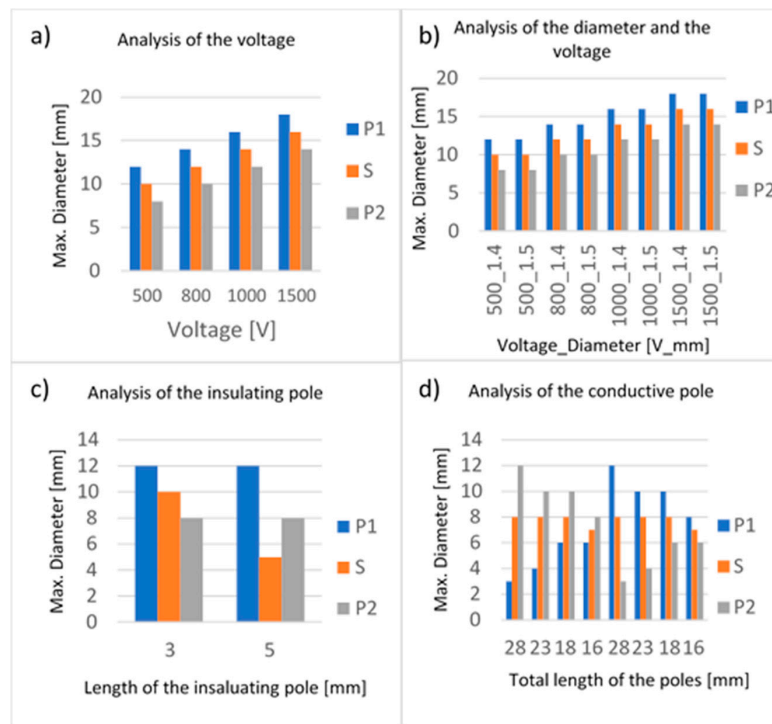 a)
Analysis of the voltage
Max. Diameter [mm]
20
15
10
5
0
500 800 1000 1500
Voltage [V]
P1
S
P2
b)
Analysis of the diameter and the
voltage
Max. Diameter [mm]
20
15
10
5
0
500_1.4
500_1.5
800_1.4
800_1.5
1000_1.4
1000_1.5
1500_1.4
1500_1.5
Voltage_Diameter [V_mm]
P1
S
P2
c)
Analysis of the insulating pole
Max. Diameter [mm]
14
12
10
8
6
4
2
0
3 5
Length of the insaluating pole [mm]
P1
S
P2
d)
Analysis of the conductive pole
Max. Diameter [mm]
14
12
10
8
6
4
2
0
28 23 18 16 28 23 18 16
Total length of the poles [mm]
P1
S
P2